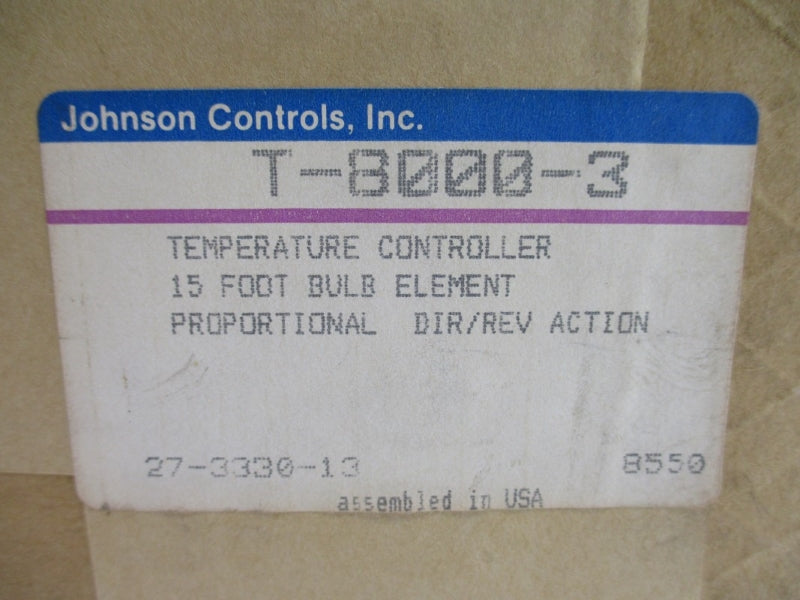 Johnson Controls, Inc.
T-8000-3
TEMPERATURE CONTROLLER
15 FOOT BULB ELEMENT
PROPORTIONAL DIR/REV ACTION
27-3330-13 8550
assembled in USA